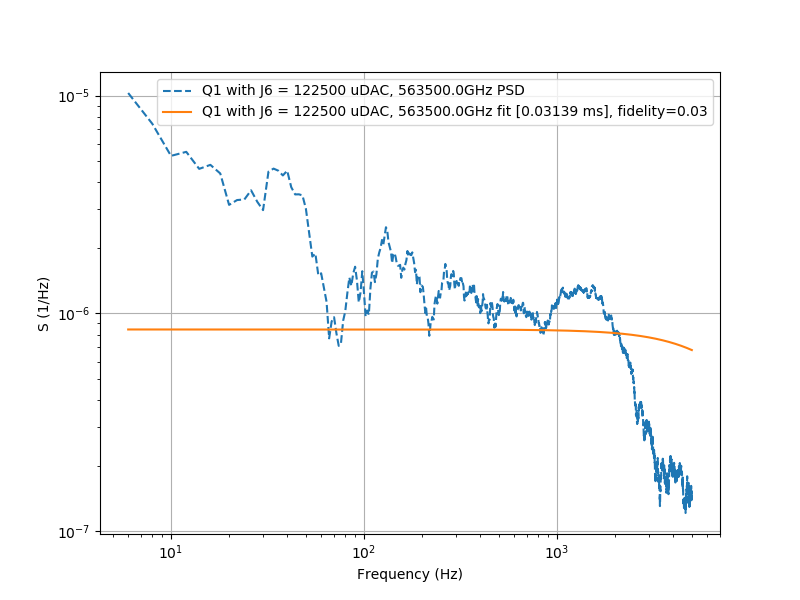 Q1 with J6 = 122500 uDAC, 563500.0GHz PSD
Q1 with J6 = 122500 uDAC, 563500.0GHz fit [0.03139 ms], fidelity=0.03
10⁻⁵
10⁻⁶
10⁻⁷
S (1/Hz)
10¹ 10² 10³
Frequency (Hz)